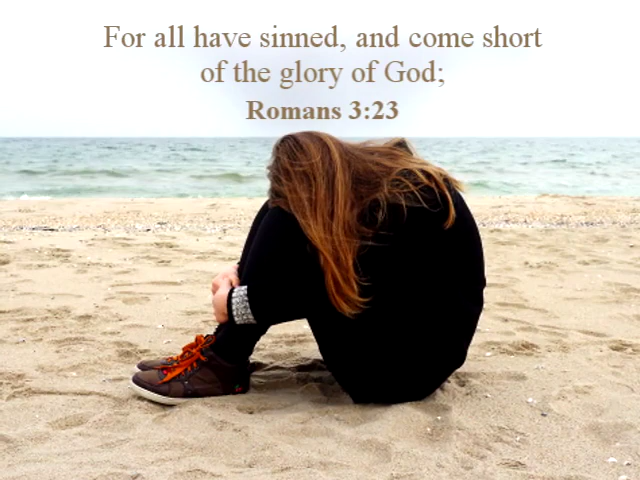 For all have sinned, and come short
of the glory of God;
Romans 3:23